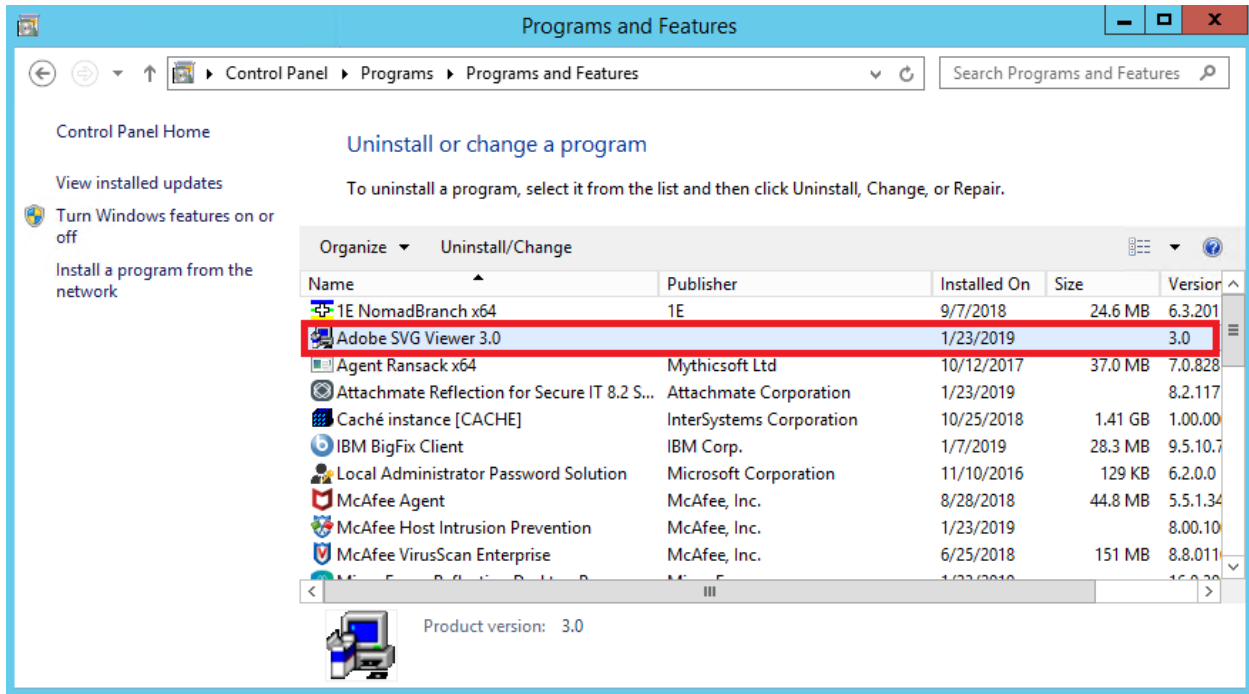 Programs and Features
Control Panel Programs Programs and Features
Search Programs and Features
Control Panel Home
View installed updates
Turn Windows features on or
off
Install a program from the
network
Uninstall or change a program
To uninstall a program, select it from the list and then click Uninstall, Change, or Repair.
Organize Uninstall/Change
Name Publisher Installed On Size Version
1E NomadBranch x64 1E 9/7/2018 24.6 MB 6.3.201
Adobe SVG Viewer 3.0 1/23/2019 3.0
Agent Ransack x64 Mythicsoft Ltd 10/12/2017 37.0 MB 7.0.828
Attachmate Reflection for Secure IT 8.2 S... Attachmate Corporation 1/23/2019 8.2.117
Caché instance [CACHE] InterSystems Corporation 10/25/2018 1.41 GB 1.00.00
IBM BigFix Client IBM Corp. 1/7/2019 28.3 MB 9.5.10.7
Local Administrator Password Solution Microsoft Corporation 11/10/2016 129 KB 6.2.0.0
McAfee Agent McAfee, Inc. 8/28/2018 44.8 MB 5.5.1.34
McAfee Host Intrusion Prevention McAfee, Inc. 1/23/2019 8.00.10
McAfee VirusScan Enterprise McAfee, Inc. 6/25/2018 151 MB 8.8.011
Product version: 3.0